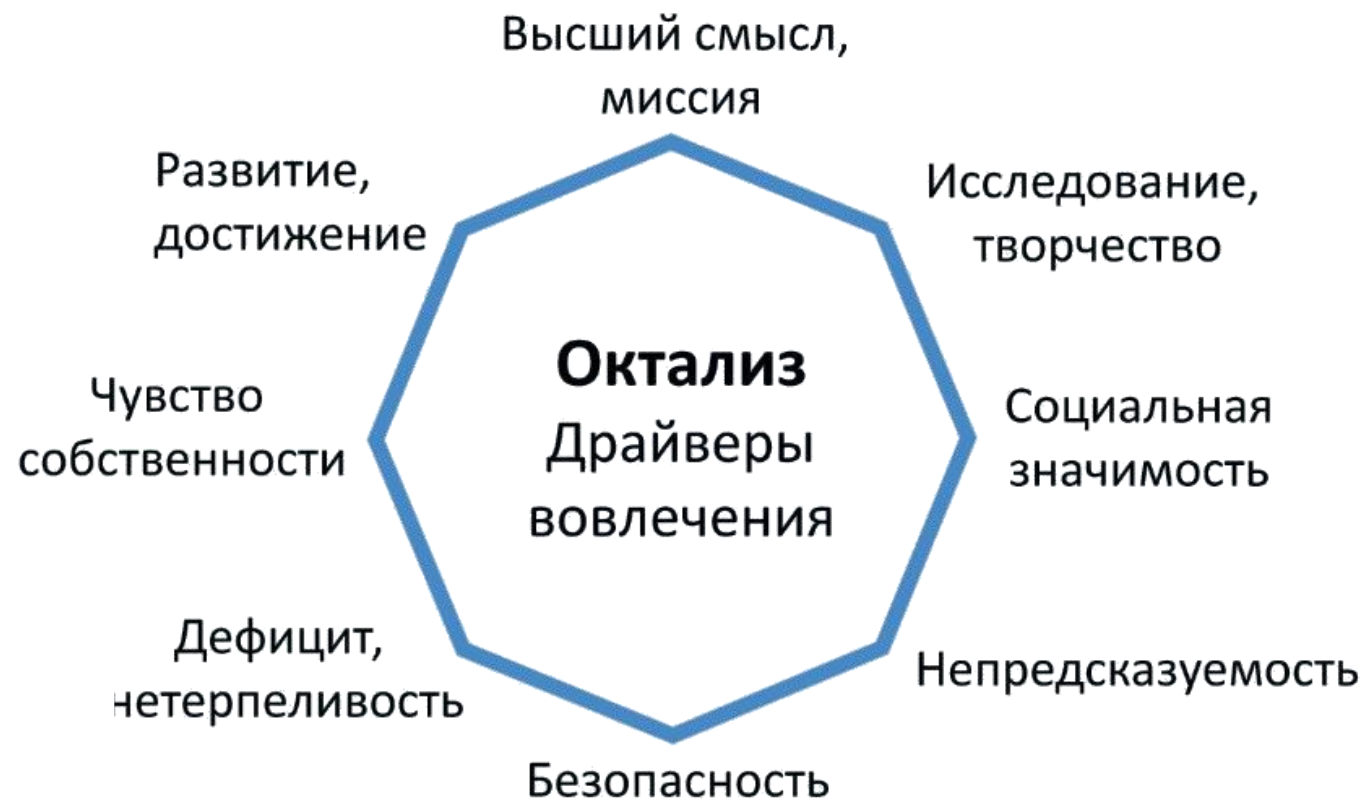 Высший смысл,
миссия
Развитие,
достижение
Исследование,
творчество
Октализ
Драйверы
вовлечения
Чувство
собственности
Социальная
значимость
Дефицит,
нетерпеливость
Непредсказуемость
Безопасность